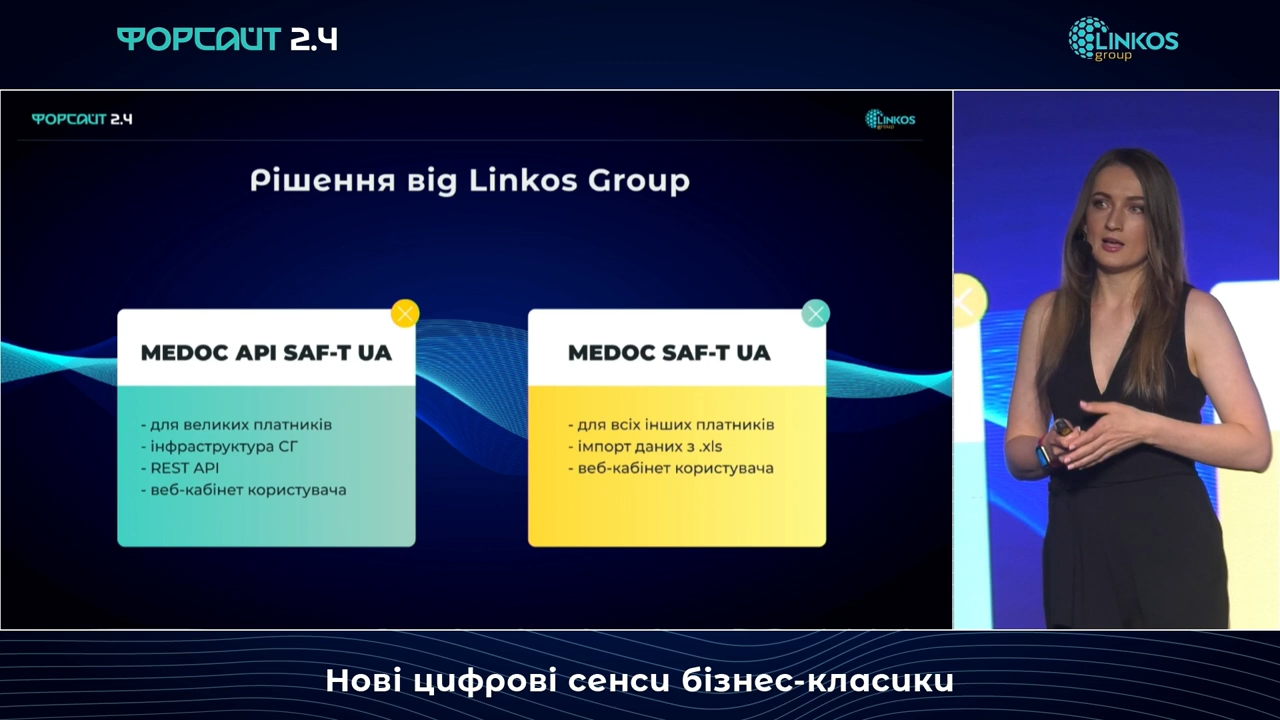 ФОРСАЙТ 2.4
LINKOS
group
ФОРСАЙТ 2.4
LINKOS
group
Рішення від Linkos Group
MEDOC API SAF-T UA
- для великих платників
- інфраструктура СГ
- REST API
- веб-кабінет користувача
MEDOC SAF-T UA
- для всіх інших платників
- імпорт даних з .xls
- веб-кабінет користувача
Нові цифрові сенси бізнес-класики